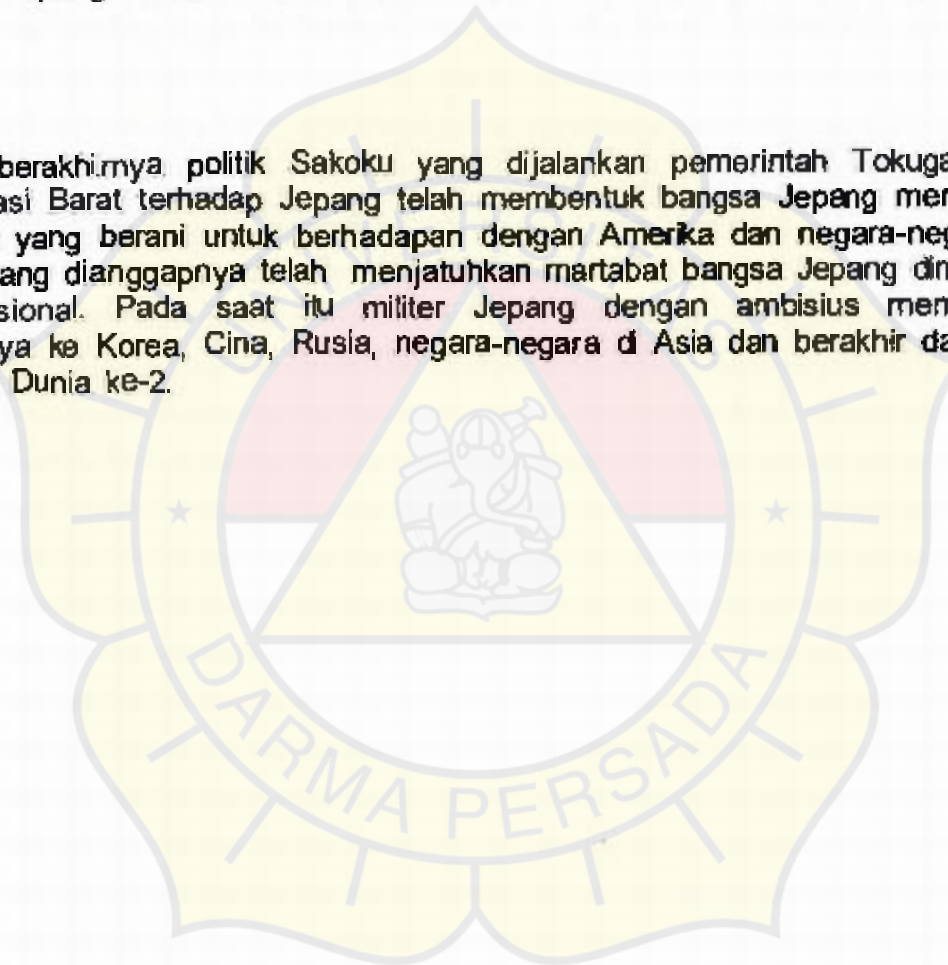 berakhirnya politik Sakoku yang dijalankan pemerintah Tokuga
asi Barat terhadap Jepang telah membentuk bangsa Jepang men
yang berani untuk berhadapan dengan Amerika dan negara-neg
ang dianggapnya telah menjatuhkan martabat bangsa Jepang dim
sional. Pada saat itu militer Jepang dengan ambisius men
ya ke Korea, Cina, Rusia, negara-negara di Asia dan berakhir da
Dunia ke-2.
UNIVERSITAS
DARMA PERSADA